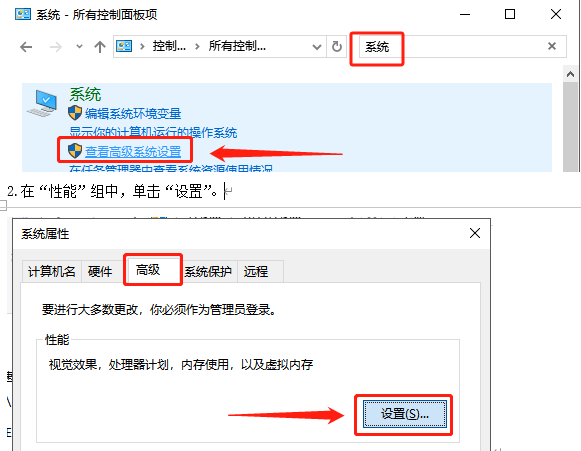 系统 - 所有控制面板项
控制... 所有控制... 系统
系统
编辑系统环境变量
显示你的计算机运行的操作系统
查看高级系统设置
在任务管理器中查看系统资源使用情况
2.在“性能”组中，单击“设置”。
系统属性
计算机名 硬件 高级 系统保护 远程
要进行大多数更改，你必须作为管理员登录。
性能
视觉效果，处理器计划，内存使用，以及虚拟内存
设置(S)...